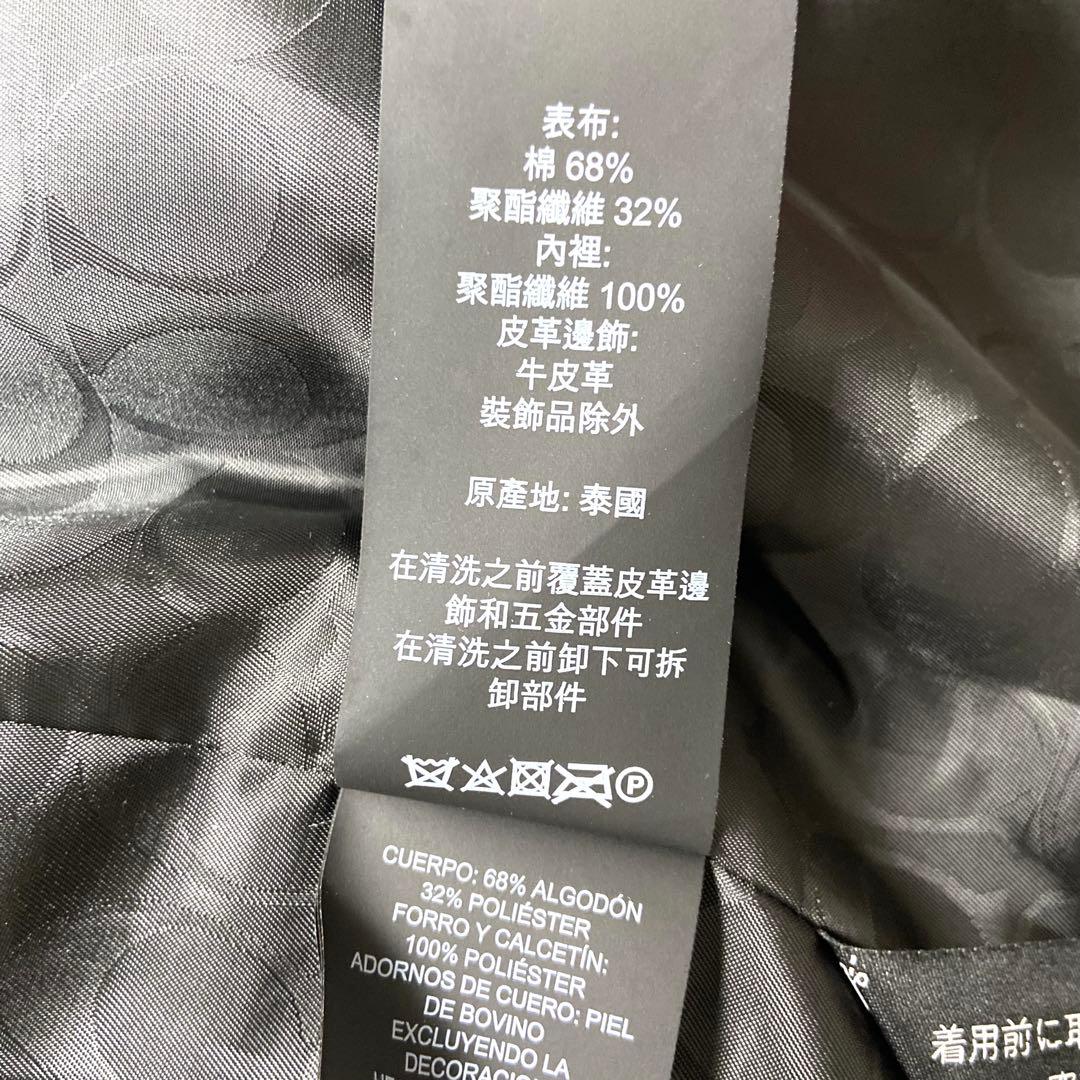 表布:
棉 68%
聚酯纖維 32%
內裡:
聚酯纖維 100%
皮革邊飾:
牛皮革
裝飾品除外
原產地: 泰國
在清洗之前覆蓋皮革邊
飾和五金部件
在清洗之前卸下可拆
卸部件
P
CUERPO: 68% ALGODÓN
32% POLIÉSTER
FORRO Y CALCETÍN:
100% POLIÉSTER
ADORNOS DE CUERO: PIEL
DE BOVINO
EXCLUYENDO LA
DECORACIÓN
着用前に取